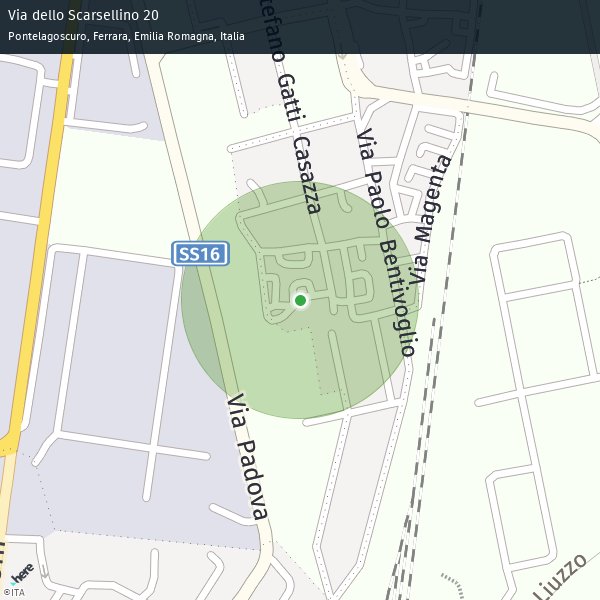 Via dello Scarsellino 20
Pontelagoscuro, Ferrara, Emilia Romagna, Italia
Stefano Gatti Casazza
Via Paolo Bentivoglio
Via Magenta
SS16
Via Padova
Liuzzo
here
©ITA